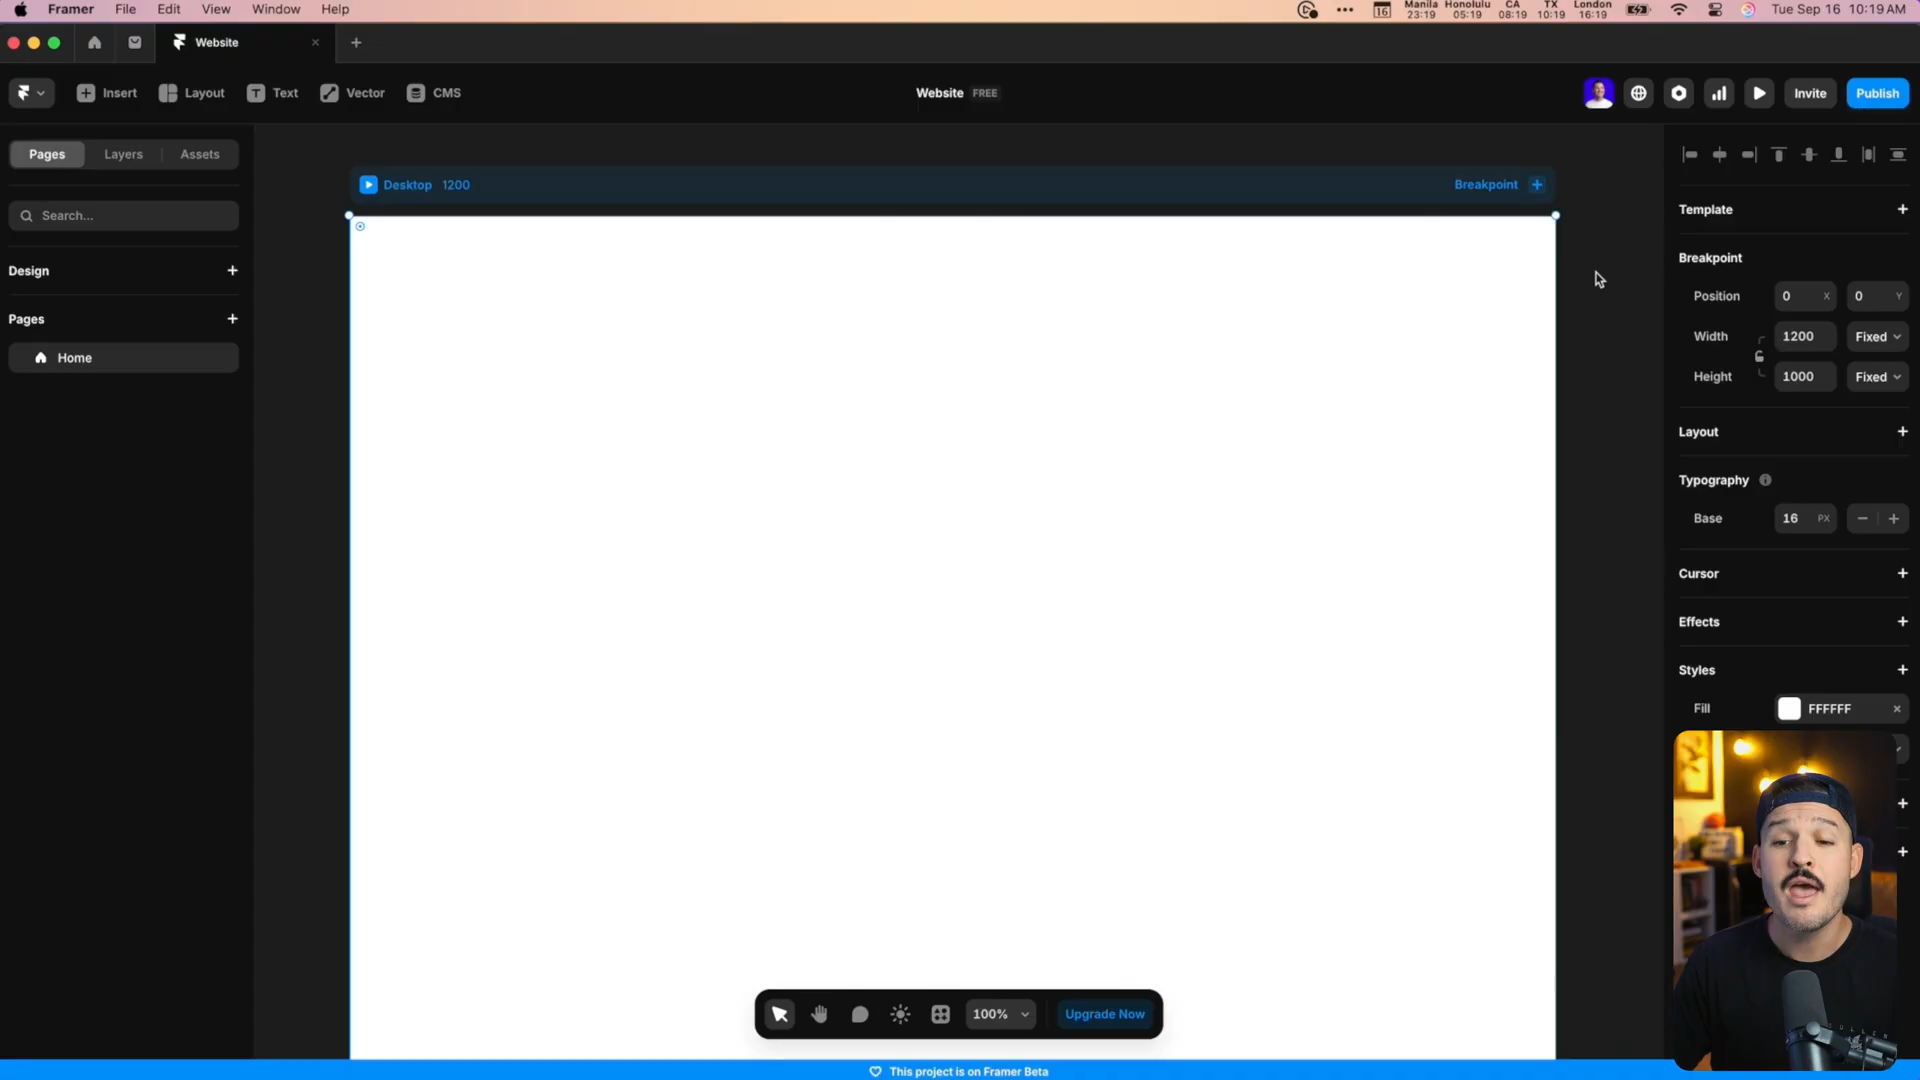 Framer File Edit View Window Help
Manila Honolulu CA TX London
16 23:19 05:19 08:19 10:19 16:19 Tue Sep 16 10:19 AM
Website
Insert Layout Text Vector CMS
Website FREE
Invite Publish
Pages Layers Assets
Search...
Design
Pages
Home
Desktop 1200
Breakpoint
Template
Breakpoint
Position 0 X 0 Y
Width 1200 Fixed
Height 1000 Fixed
Layout
Typography
Base 16 PX
Cursor
Effects
Styles
Fill FFFFFF
100% Upgrade Now
This project is on Framer Beta